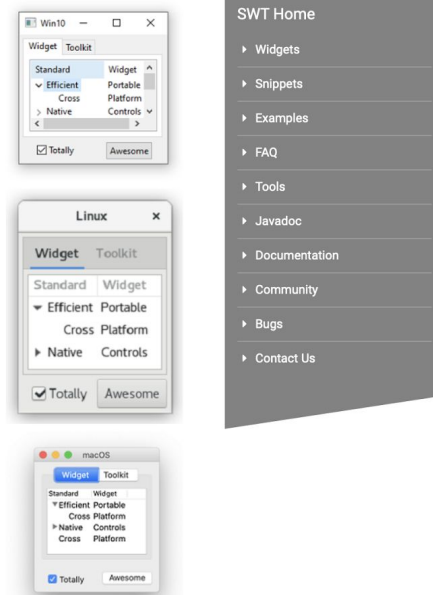 Win10
Widget Toolkit
Standard Widget
Efficient Portable
Cross Platform
Native Controls
Totally Awesome
Linux
Widget Toolkit
Standard Widget
Efficient Portable
Cross Platform
Native Controls
Totally Awesome
macOS
Widget Toolkit
Standard Widget
Efficient Portable
Cross Platform
Native Controls
Cross Platform
Totally Awesome
SWT Home
Widgets
Snippets
Examples
FAQ
Tools
Javadoc
Documentation
Community
Bugs
Contact Us